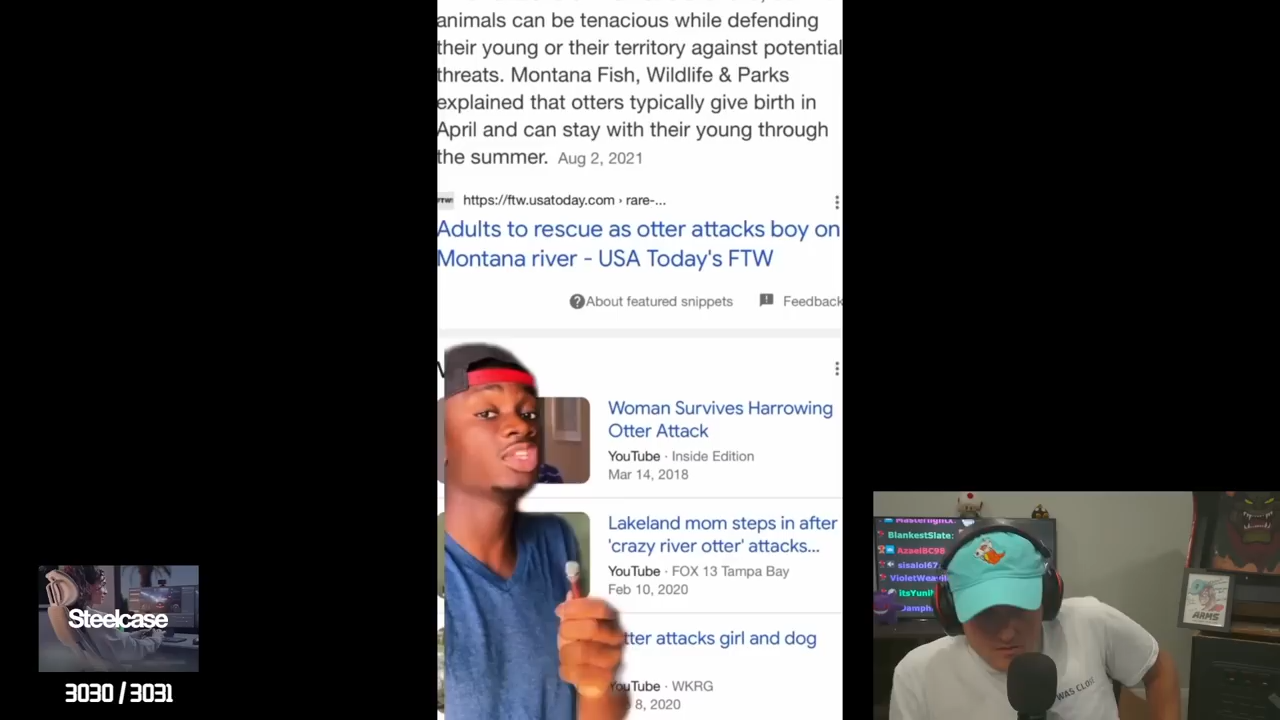 animals can be tenacious while defending
their young or their territory against potential
threats. Montana Fish, Wildlife & Parks
explained that otters typically give birth in
April and can stay with their young through
the summer. Aug 2, 2021
https://ftw.usatoday.com › rare-...
Adults to rescue as otter attacks boy on
Montana river - USA Today's FTW
About featured snippets
Feedback
Woman Survives Harrowing
Otter Attack
YouTube · Inside Edition
Mar 14, 2018
Lakeland mom steps in after
'crazy river otter' attacks...
YouTube · FOX 13 Tampa Bay
Feb 10, 2020
tter attacks girl and dog
YouTube · WKRG
8, 2020
Steelcase
3030 / 3031
BlankestSlate:
AzaelBC98
sisalol67
ARMS
WAS CLOS